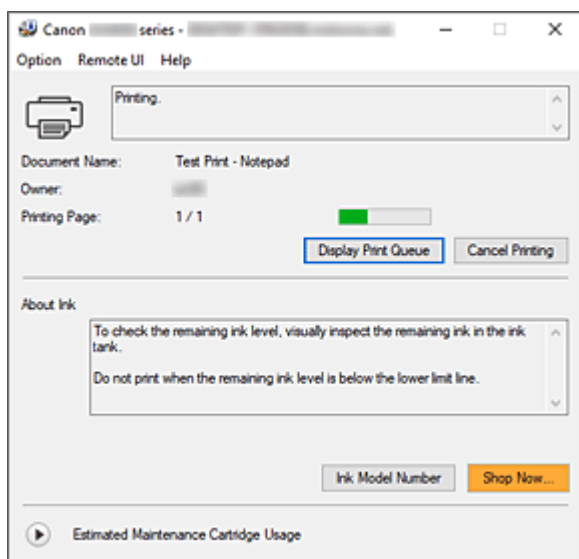 Canon series -
Option Remote UI Help
Printing.
Document Name: Test Print - Notepad
Owner:
Printing Page: 1 / 1
Display Print Queue Cancel Printing
About Ink
To check the remaining ink level, visually inspect the remaining ink in the ink
tank.
Do not print when the remaining ink level is below the lower limit line.
Ink Model Number Shop Now...
Estimated Maintenance Cartridge Usage